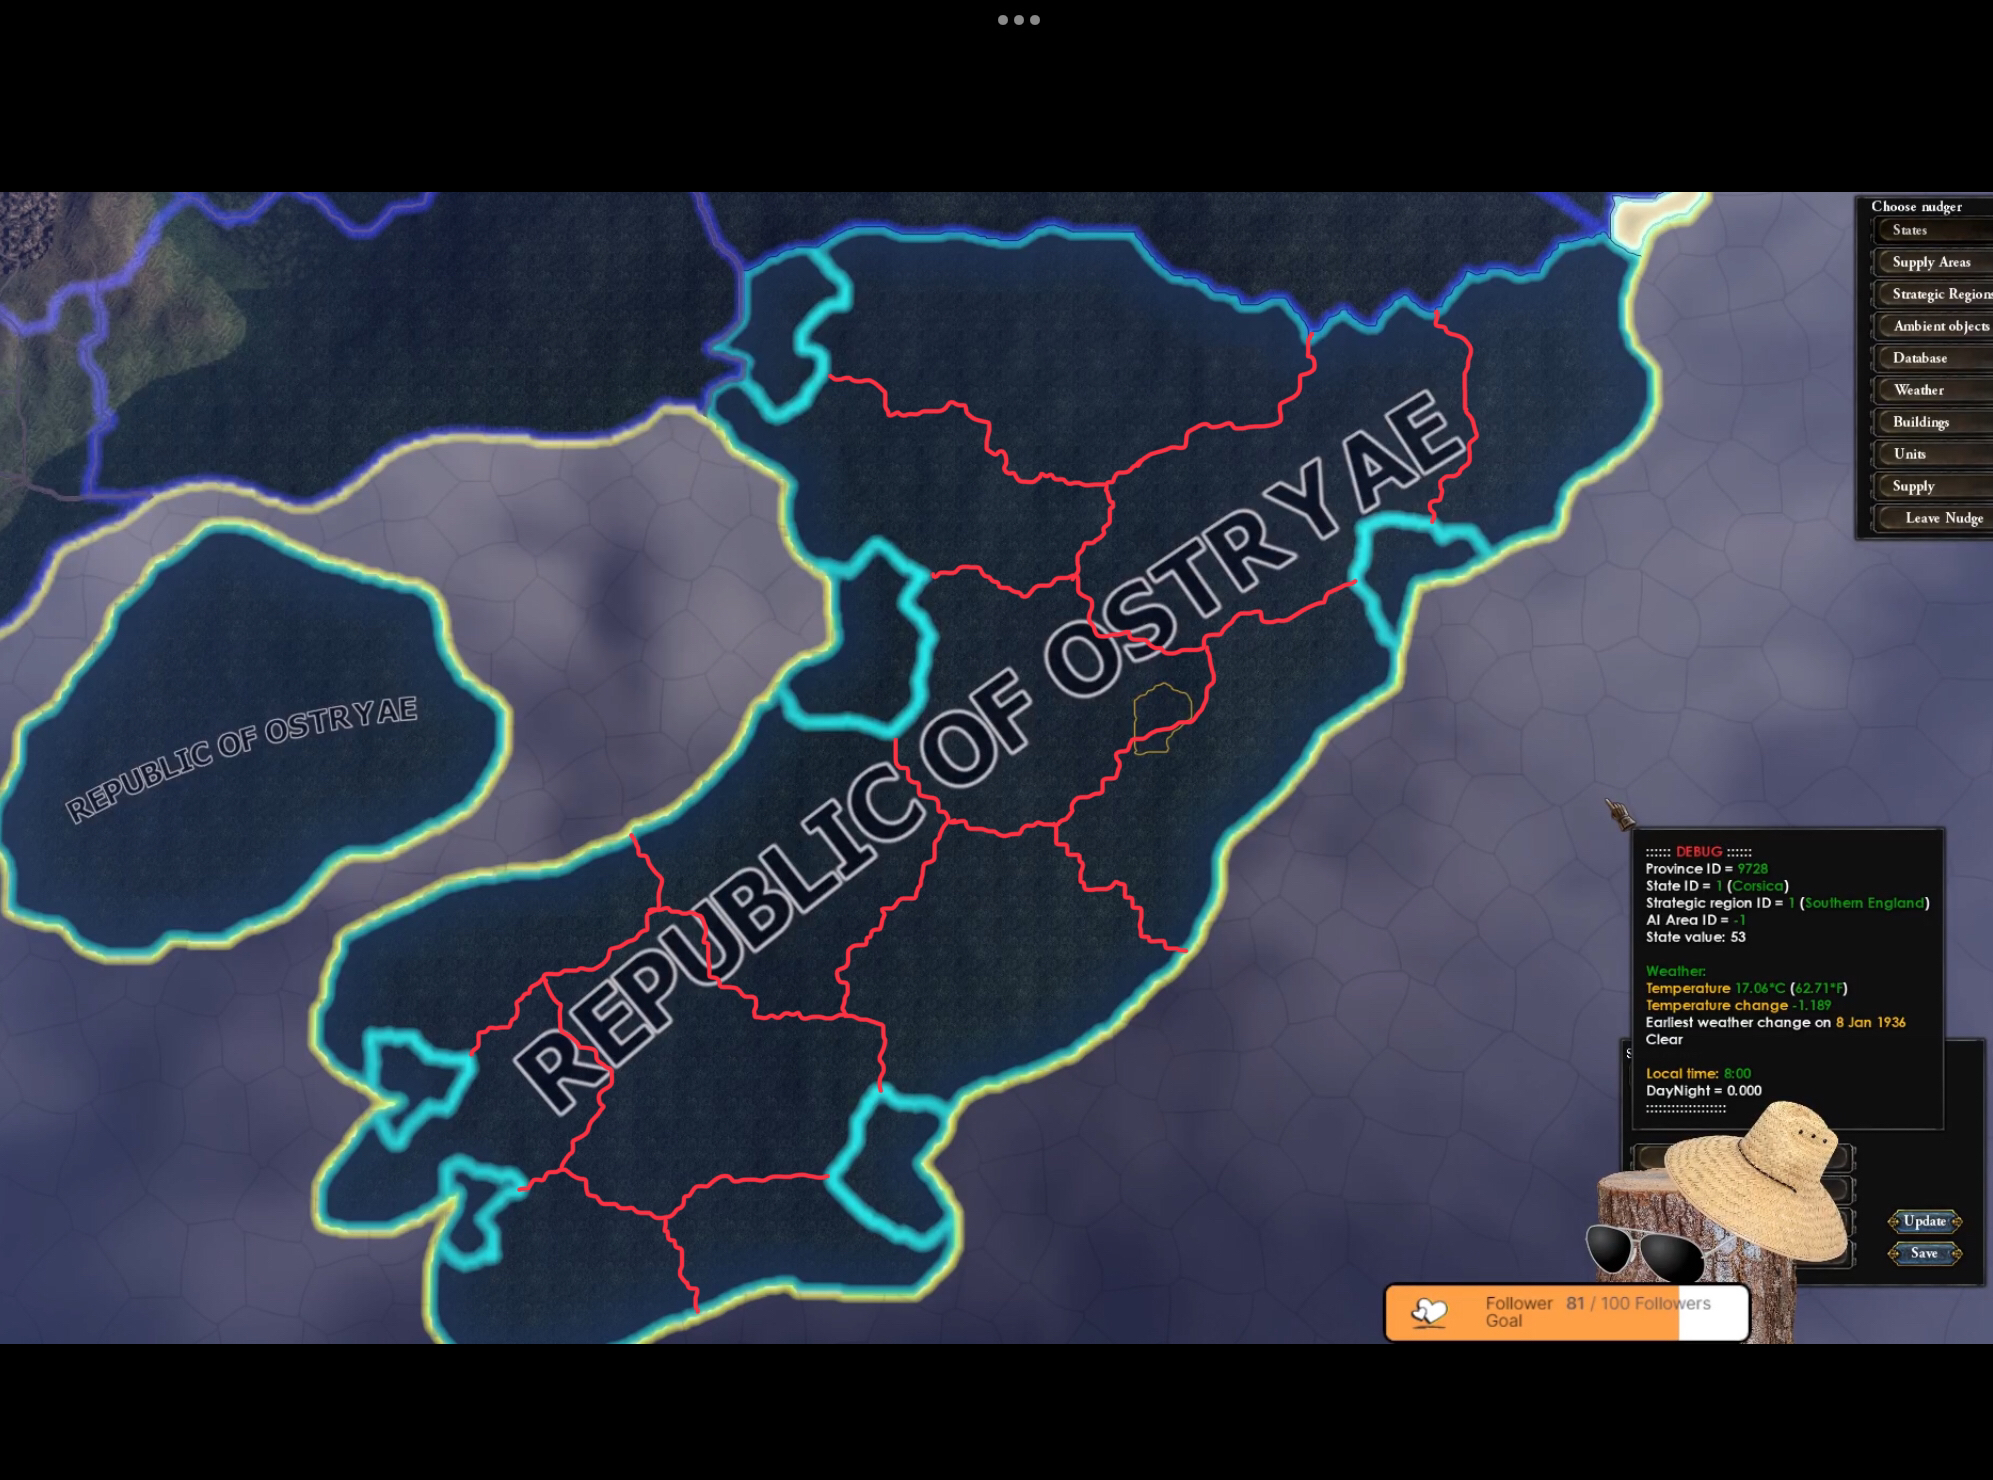 Choose nudger
States
Supply Areas
Strategic Regions
Ambient objects
Database
Weather
Buildings
Units
Supply
Leave Nudge
REPUBLIC OF OSTRYAE
REPUBLIC OF OSTRYAE
:::::: DEBUG ::::::
Province ID = 9728
State ID = 1 (Corsica)
Strategic region ID = 1 (Southern England)
AI Area ID = -1
State value: 53
Weather:
Temperature 17.06°C (62.71°F)
Temperature change -1.189
Earliest weather change on 8 Jan 1936
Clear
Local time: 8:00
DayNight = 0.000
:::::::::::::::::::
Update
Save
Follower 81 / 100 Followers
Goal